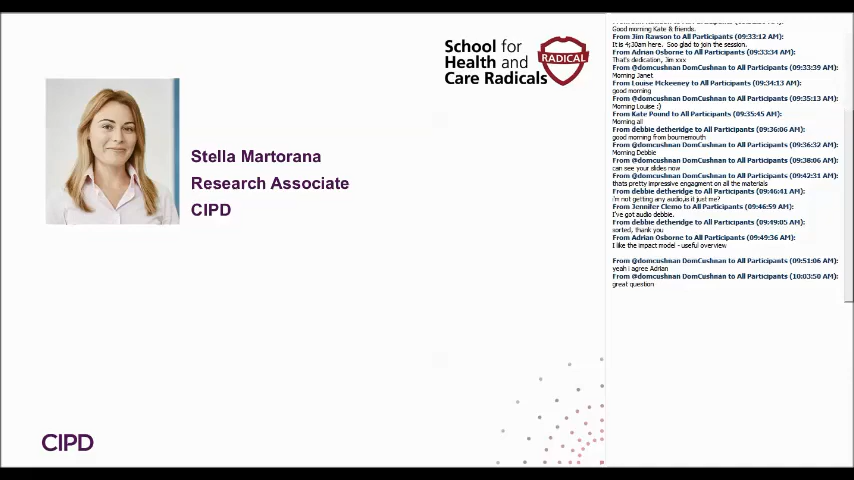 School for
Health and
Care Radicals
RADICAL
Stella Martorana
Research Associate
CIPD
CIPD
Good morning Kate & friends.
From Jim Rawson to All Participants (09:33:12 AM):
It is 4;30am here. Soo glad to join the session.
From Adrian Osborne to All Participants (09:33:34 AM):
That's dedication, Jim xxx
From @domcushnan DomCushnan to All Participants (09:33:39 AM):
Morning Janet
From Louise Mckeeney to All Participants (09:34:13 AM):
good morning
From @domcushnan DomCushnan to All Participants (09:35:13 AM):
Morning Louise :)
From Kate Pound to All Participants (09:35:45 AM):
Morning all
From debbie detheridge to All Participants (09:36:06 AM):
good morning from bournemouth
From @domcushnan DomCushnan to All Participants (09:36:32 AM):
Morning Debbie
From @domcushnan DomCushnan to All Participants (09:38:06 AM):
can see your slides now
From @domcushnan DomCushnan to All Participants (09:42:31 AM):
thats pretty impressive engagment on all the materials
From debbie detheridge to All Participants (09:46:41 AM):
i'm not getting any audio,is it just me?
From Jennifer Clemo to All Participants (09:46:59 AM):
I've got audio debbie.
From debbie detheridge to All Participants (09:49:05 AM):
sorted, thank you
From Adrian Osborne to All Participants (09:49:36 AM):
I like the impact model - useful overview
From @domcushnan DomCushnan to All Participants (09:51:06 AM):
yeah i agree Adrian
From @domcushnan DomCushnan to All Participants (10:03:50 AM):
great question